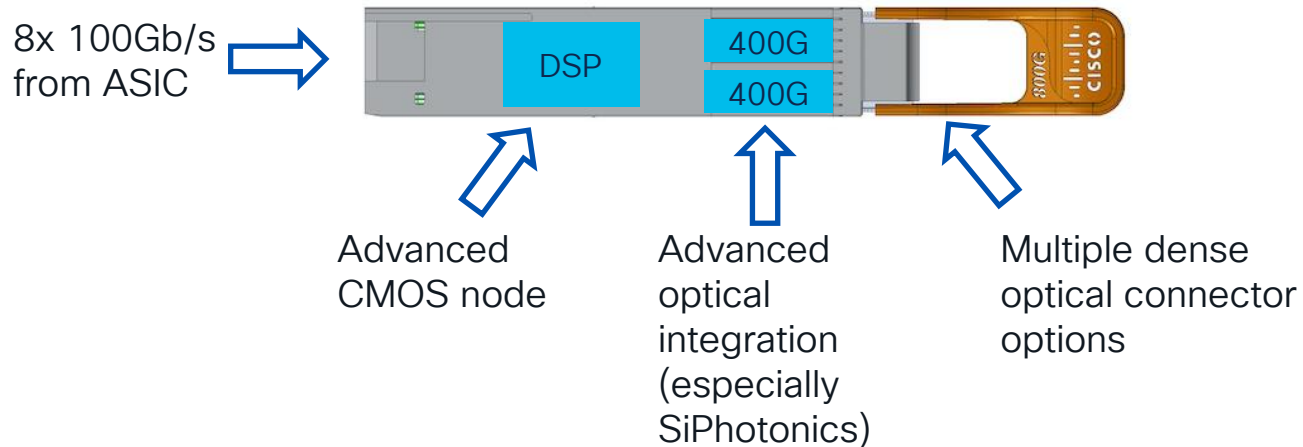 8x 100Gb/s
from ASIC
DSP
400G
400G
800G
CISCO
Advanced
CMOS node
Advanced
optical
integration
(especially
SiPhotonics)
Multiple dense
optical connector
options